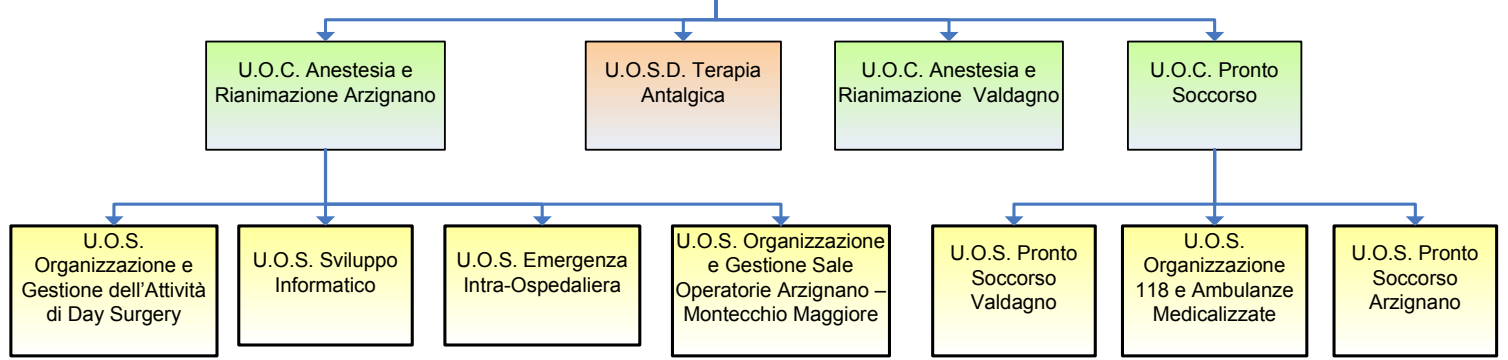 U.O.C. Anestesia e
Rianimazione Arzignano
U.O.S.D. Terapia
Antalgica
U.O.C. Anestesia e
Rianimazione Valdagno
U.O.C. Pronto
Soccorso
U.O.S.
Organizzazione e
Gestione dell’Attività
di Day Surgery
U.O.S. Sviluppo
Informatico
U.O.S. Emergenza
Intra-Ospedaliera
U.O.S. Organizzazione
e Gestione Sale
Operatorie Arzignano –
Montecchio Maggiore
U.O.S. Pronto
Soccorso
Valdagno
U.O.S.
Organizzazione
118 e Ambulanze
Medicalizzate
U.O.S. Pronto
Soccorso
Arzignano